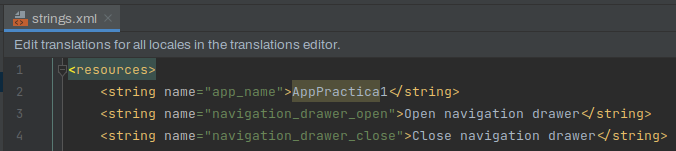 strings.xml
Edit translations for all locales in the translations editor.
1 <resources>
2 <string name="app_name">AppPractica1</string>
3 <string name="navigation_drawer_open">Open navigation drawer</string>
4 <string name="navigation_drawer_close">Close navigation drawer</string>